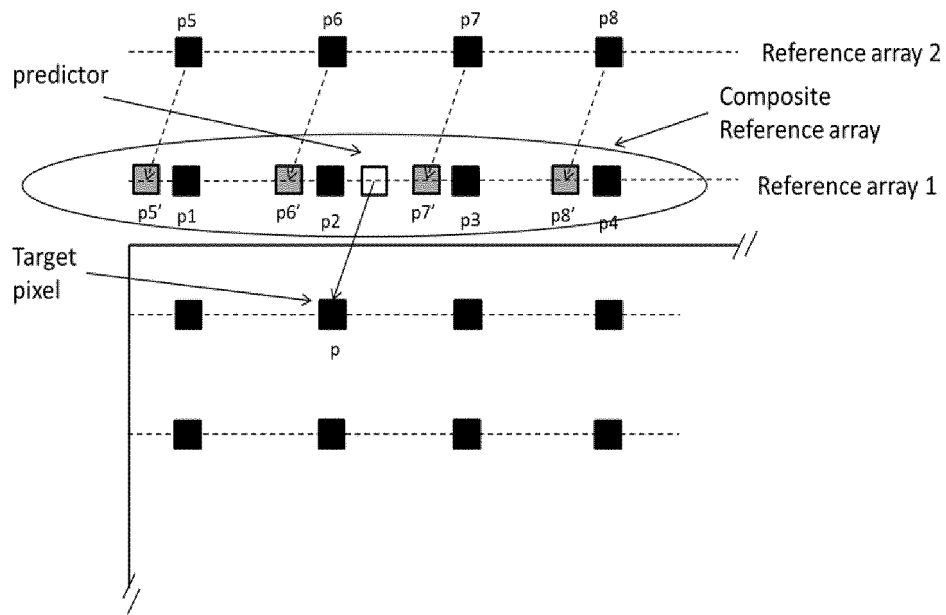 p5 p6 p7 p8
Reference array 2
predictor
Composite
Reference array
Reference array 1
p5' p1 p6' p2 p7' p3 p8' p4
Target
pixel
p